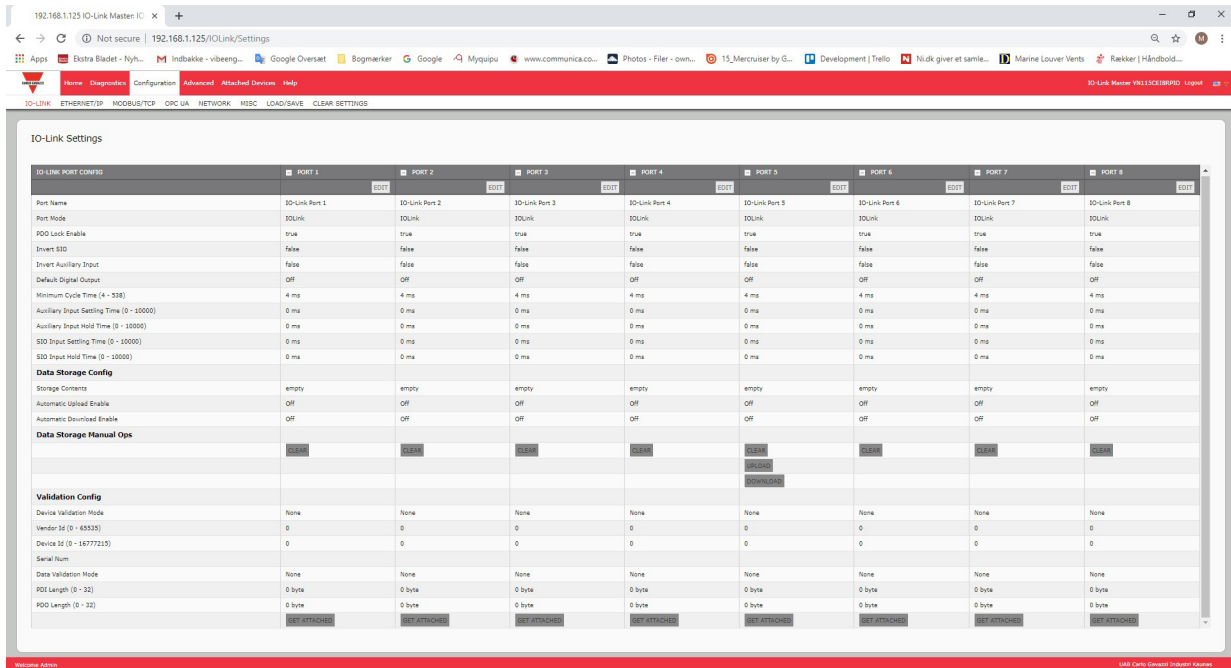 192.168.1.125 IO-Link Master: IO
Not secure | 192.168.1.125/IOLink/Settings
Apps Ekstra Bladet - Nyh... Indbakke - vibeeng... Google Oversæt Bogmærker Google Myquipu www.communica.co... Photos - Filer - own... 15_Mercruiser by G... Development | Trello Ni.dk giver et samle... Marine Louver Vents Rækker | Håndbold....
CARLO GAVAZZI Home Diagnostics Configuration Advanced Attached Devices Help IO-Link Master YN115CEI8RPIO Logout
IO-LINK ETHERNET/IP MODBUS/TCP OPC UA NETWORK MISC LOAD/SAVE CLEAR SETTINGS
IO-Link Settings
IO-LINK PORT CONFIG PORT 1 PORT 2 PORT 3 PORT 4 PORT 5 PORT 6 PORT 7 PORT 8
EDIT EDIT EDIT EDIT EDIT EDIT EDIT EDIT
Port Name IO-Link Port 1 IO-Link Port 2 IO-Link Port 3 IO-Link Port 4 IO-Link Port 5 IO-Link Port 6 IO-Link Port 7 IO-Link Port 8
Port Mode IOLink IOLink IOLink IOLink IOLink IOLink IOLink IOLink
PDO Lock Enable true true true true true true true true
Invert SIO false false false false false false false false
Invert Auxiliary Input false false false false false false false false
Default Digital Output Off Off Off Off Off Off Off Off
Minimum Cycle Time (4 - 538) 4 ms 4 ms 4 ms 4 ms 4 ms 4 ms 4 ms 4 ms
Auxiliary Input Settling Time (0 - 10000) 0 ms 0 ms 0 ms 0 ms 0 ms 0 ms 0 ms 0 ms
Auxiliary Input Hold Time (0 - 10000) 0 ms 0 ms 0 ms 0 ms 0 ms 0 ms 0 ms 0 ms
SIO Input Settling Time (0 - 10000) 0 ms 0 ms 0 ms 0 ms 0 ms 0 ms 0 ms 0 ms
SIO Input Hold Time (0 - 10000) 0 ms 0 ms 0 ms 0 ms 0 ms 0 ms 0 ms 0 ms
Data Storage Config
Storage Contents empty empty empty empty empty empty empty empty
Automatic Upload Enable Off Off Off Off Off Off Off Off
Automatic Download Enable Off Off Off Off Off Off Off Off
Data Storage Manual Ops
CLEAR CLEAR CLEAR CLEAR CLEAR CLEAR CLEAR CLEAR
UPLOAD
DOWNLOAD
Validation Config
Device Validation Mode None None None None None None None None
Vendor Id (0 - 65535) 0 0 0 0 0 0 0 0
Device Id (0 - 16777215) 0 0 0 0 0 0 0 0
Serial Num
Data Validation Mode None None None None None None None None
PDI Length (0 - 32) 0 byte 0 byte 0 byte 0 byte 0 byte 0 byte 0 byte 0 byte
PDO Length (0 - 32) 0 byte 0 byte 0 byte 0 byte 0 byte 0 byte 0 byte 0 byte
GET ATTACHED GET ATTACHED GET ATTACHED GET ATTACHED GET ATTACHED GET ATTACHED GET ATTACHED GET ATTACHED
Welcome Admin UAB Carlo Gavazzi Industri Kaunas